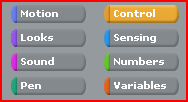 Motion Control
Looks Sensing
Sound Numbers
Pen Variables